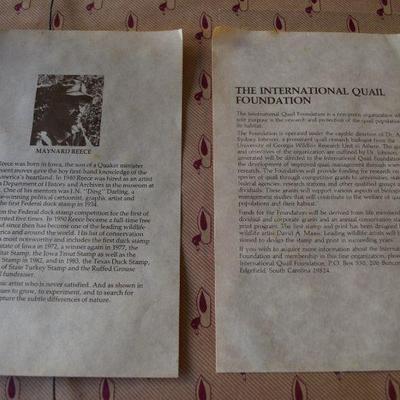 MAYNARD REECE
Reece was born in Iowa, the son of a Quaker minister
moves gave the boy first-hand knowledge of the
America's heartland. In 1940 Reece was hired as an artist
Department of History and Archives in the museum at
One of his mentors was J.N. "Ding" Darling, a
-winning political cartoonist, graphic artist and
the first Federal duck stamp in 1934.
the Federal duck stamp competition for the first of
five times. In 1950 Reece become a full-time free
and since then has become one of the leading wildlife
America and around the world. His list of conservation
most noteworthy and includes the first duck stamp
State of Iowa in 1972, a winner again in 1977, the
Stamp, the Iowa Trout Stamp as well as the
Stamp in 1982, and in 1983, the Texas Duck Stamp,
of State Turkey Stamp and the Ruffed Grouse
fundraiser.
artist who is never satisfied. And as shown in
to grow, to experiment, and to search for
capture the subtle differences of nature.
THE INTERNATIONAL QUAIL
FOUNDATION
The International Quail Foundation is a non-profit organization wh
sole purpose is the research and protection of the quail population
its habitat.
The Foundation is operated under the capable direction of Dr. A.
Sydney Johnson, a prominent research biologist from the
University of Georgia Wildlife Research Unit in Athens. The
and objectives of the organization are outlined by Dr. Johnson
generated will be directed to the International Quail Foundation
the development of improved quail management through scientific
research. The Foundation will provide funding for research on
species of quail through competitive grants to universities, state
federal agencies, research stations and other qualified groups
dividuals. These grants will support various aspects of biological
management studies that will contribute to the welfare of quail
populations and their habitat."
Funds for the Foundation will be derived from life memberships
dividual and corporate grants and an annual conservation stamp
print program. This first stamp and print has been designed by
wildlife artist David A. Maass. Leading wildlife artists will be
sioned to design the stamp and print in succeeding years.
If you wish to acquire more information about the International
Foundation and membership in this fine organization, please
International Quail Foundation, P.O. Box 550, 206
Edgefield, South Carolina 29824.